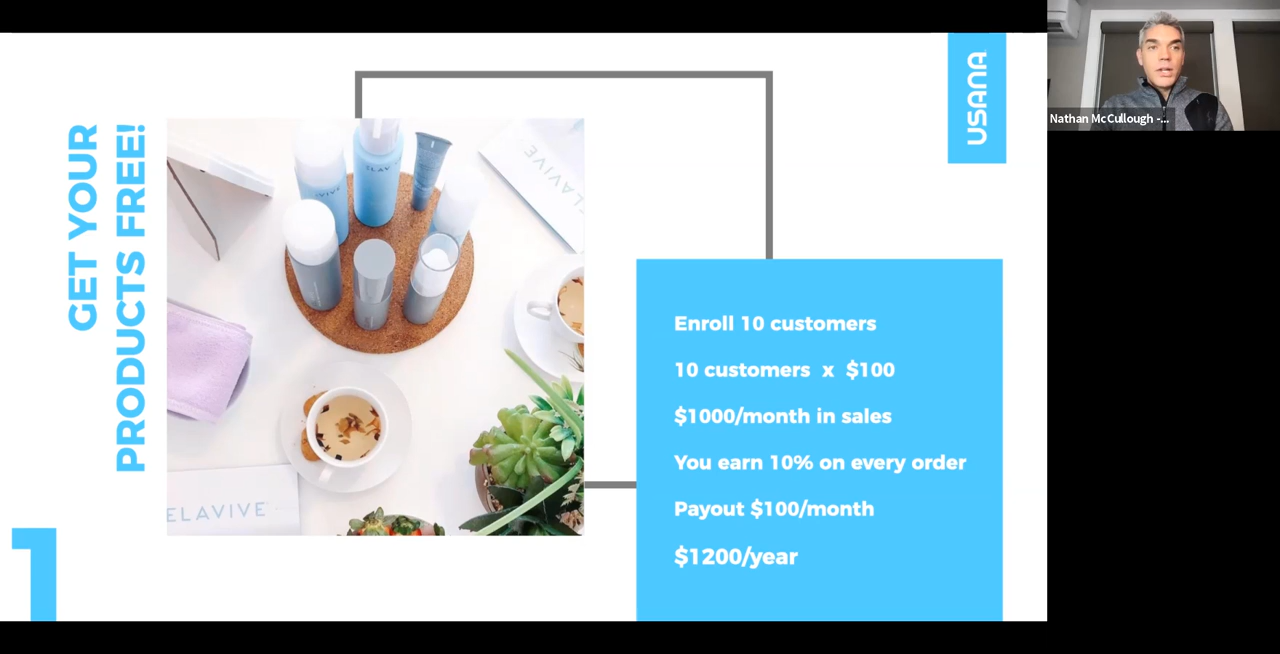 GET YOUR
PRODUCTS FREE!
USANA
Nathan McCullough -...
ELAVIVE
Enroll 10 customers
10 customers x $100
$1000/month in sales
You earn 10% on every order
Payout $100/month
$1200/year
1